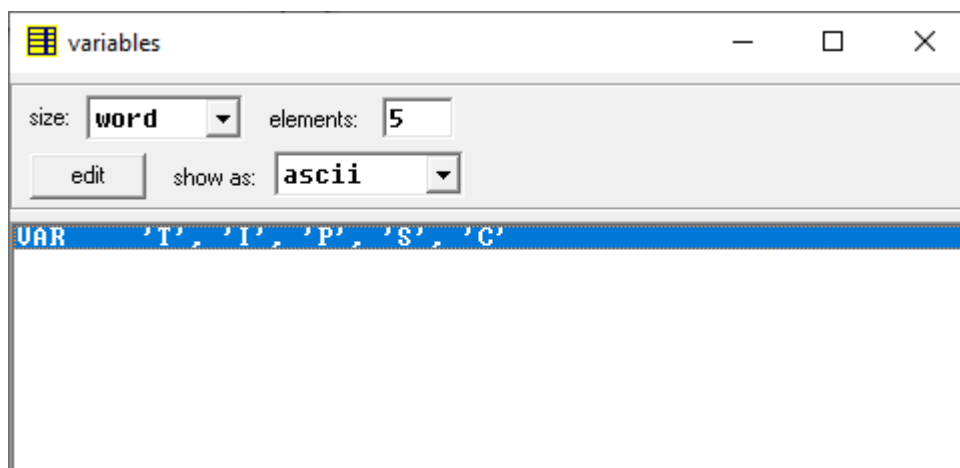 variables
size: word elements: 5
edit show as: ascii
VAR 'T', 'I', 'P', 'S', 'C'